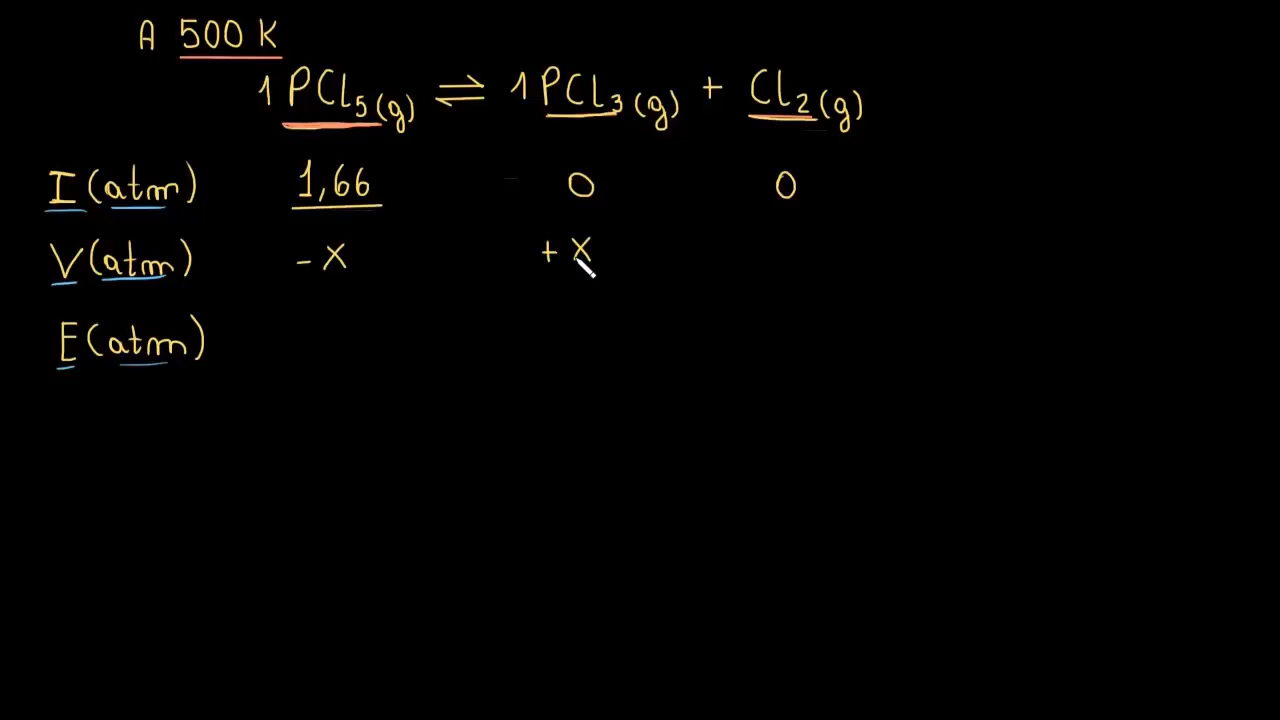 A 500 K
1 PCl₅(g) ⇌ 1 PCl₃(g) + Cl₂(g)
I (atm) 1,66 0 0
V (atm) - X + X
E (atm)